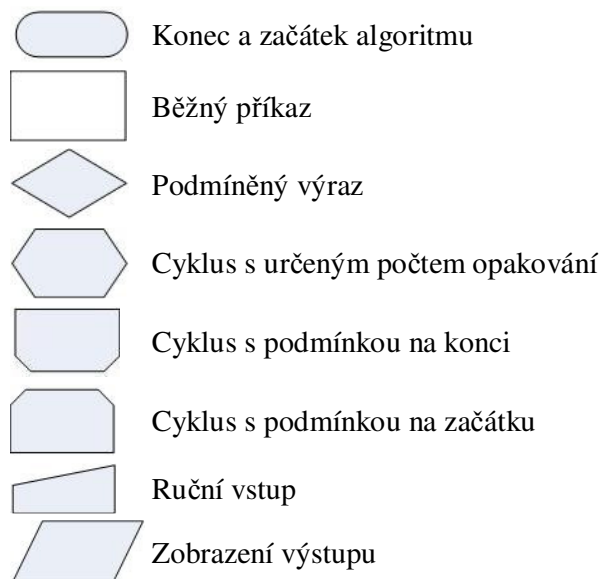 Konec a začátek algoritmu
Běžný příkaz
Podmíněný výraz
Cyklus s určeným počtem opakování
Cyklus s podmínkou na konci
Cyklus s podmínkou na začátku
Ruční vstup
Zobrazení výstupu